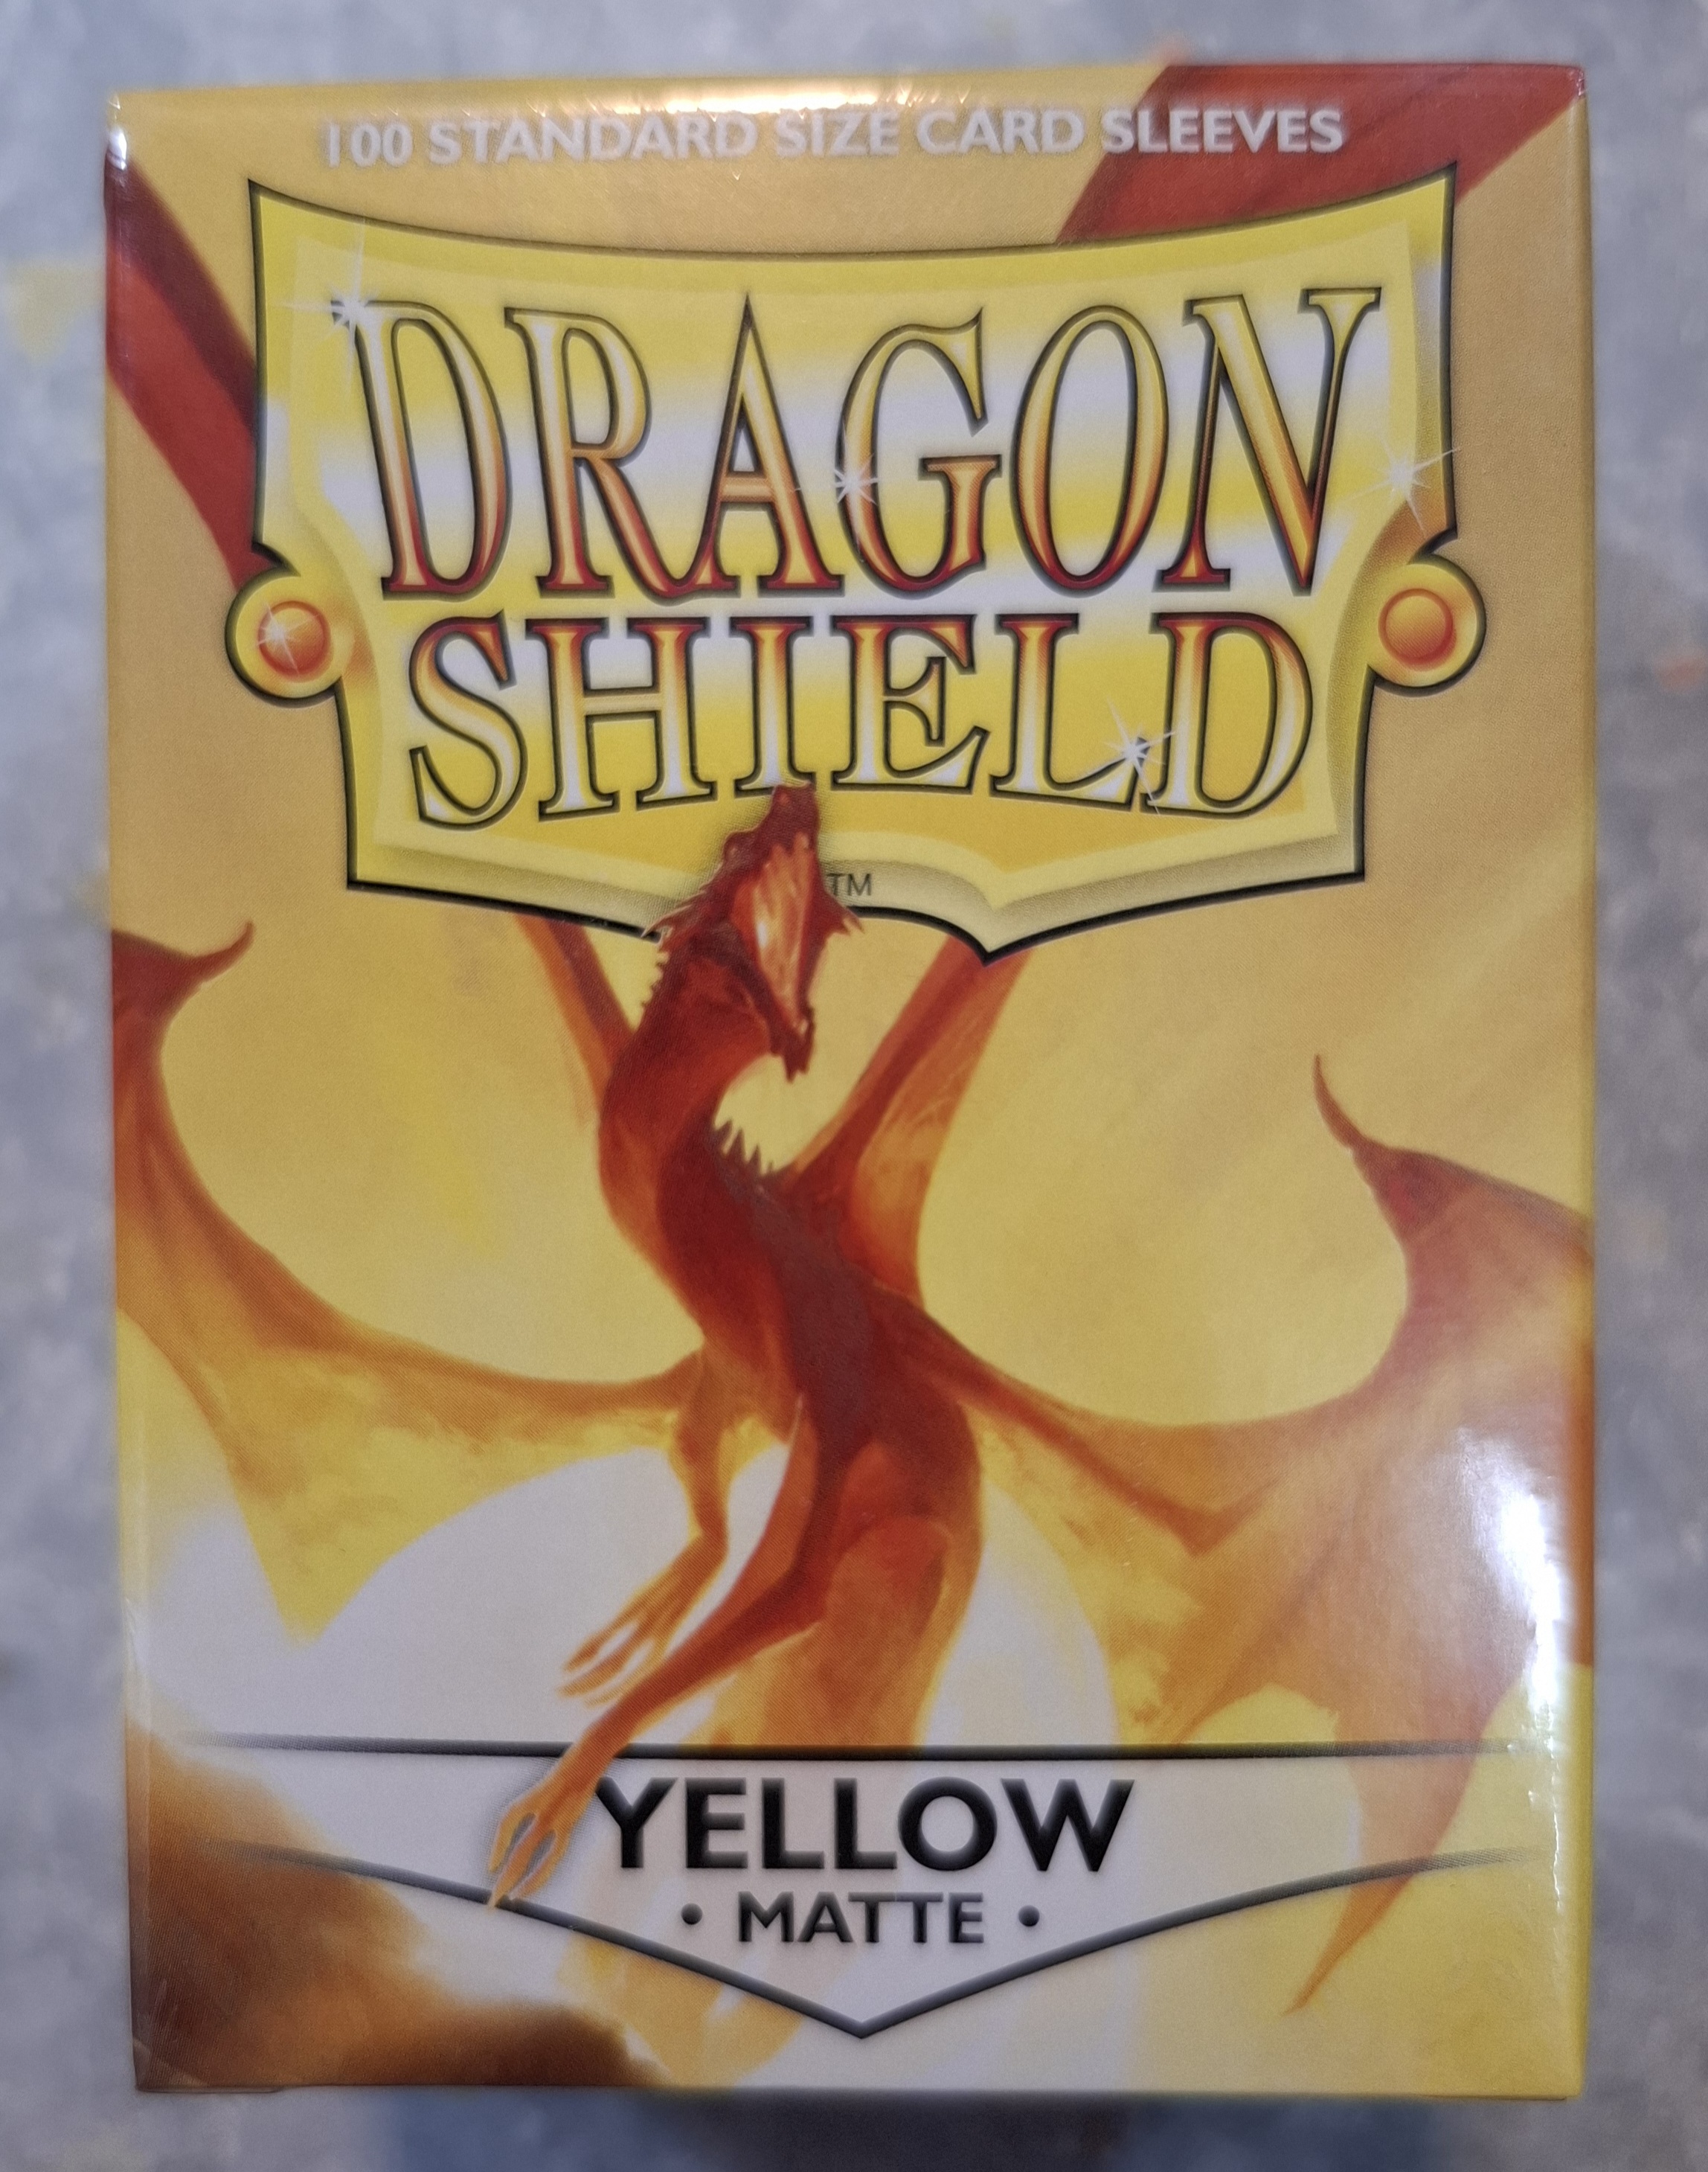 100 STANDARD SIZE CARD SLEEVES
DRAGON
SHIELD
TM
YELLOW
• MATTE •